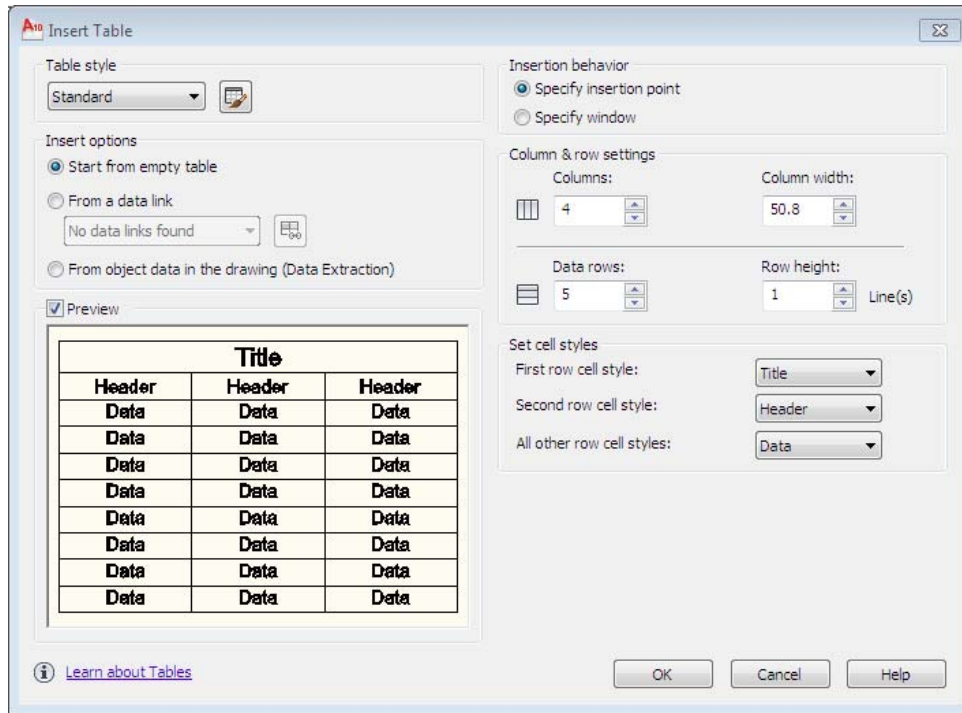 A10 Insert Table
Table style
Standard
Insert options
Start from empty table
From a data link
No data links found
From object data in the drawing (Data Extraction)
Preview
Title
Header Header Header
Data Data Data
Data Data Data
Data Data Data
Data Data Data
Data Data Data
Data Data Data
Data Data Data
Data Data Data
Insertion behavior
Specify insertion point
Specify window
Column & row settings
Columns: Column width:
4 50.8
Data rows: Row height:
5 1 Line(s)
Set cell styles
First row cell style: Title
Second row cell style: Header
All other row cell styles: Data
Learn about Tables
OK Cancel Help